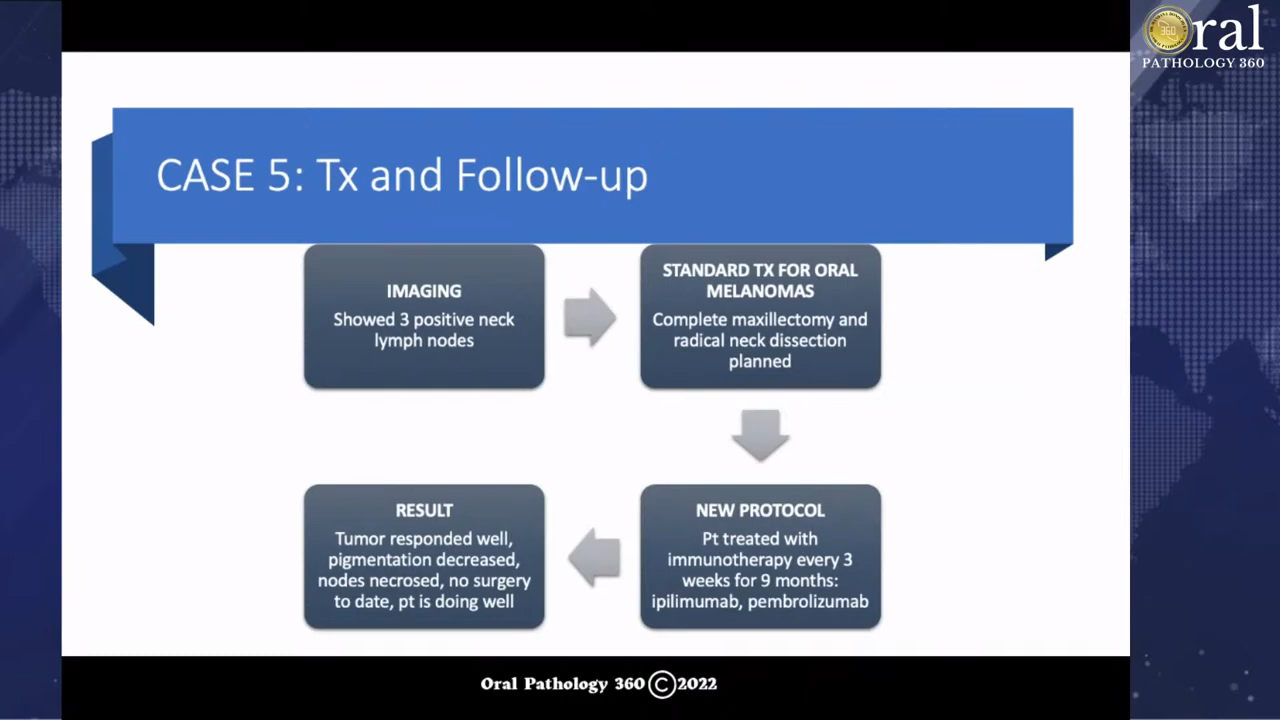 Oral
PATHOLOGY 360
CASE 5: Tx and Follow-up
IMAGING
Showed 3 positive neck
lymph nodes
STANDARD TX FOR ORAL
MELANOMAS
Complete maxillectomy and
radical neck dissection
planned
NEW PROTOCOL
Pt treated with
immunotherapy every 3
weeks for 9 months:
ipilimumab, pembrolizumab
RESULT
Tumor responded well,
pigmentation decreased,
nodes necrosed, no surgery
to date, pt is doing well
Oral Pathology 360 © 2022